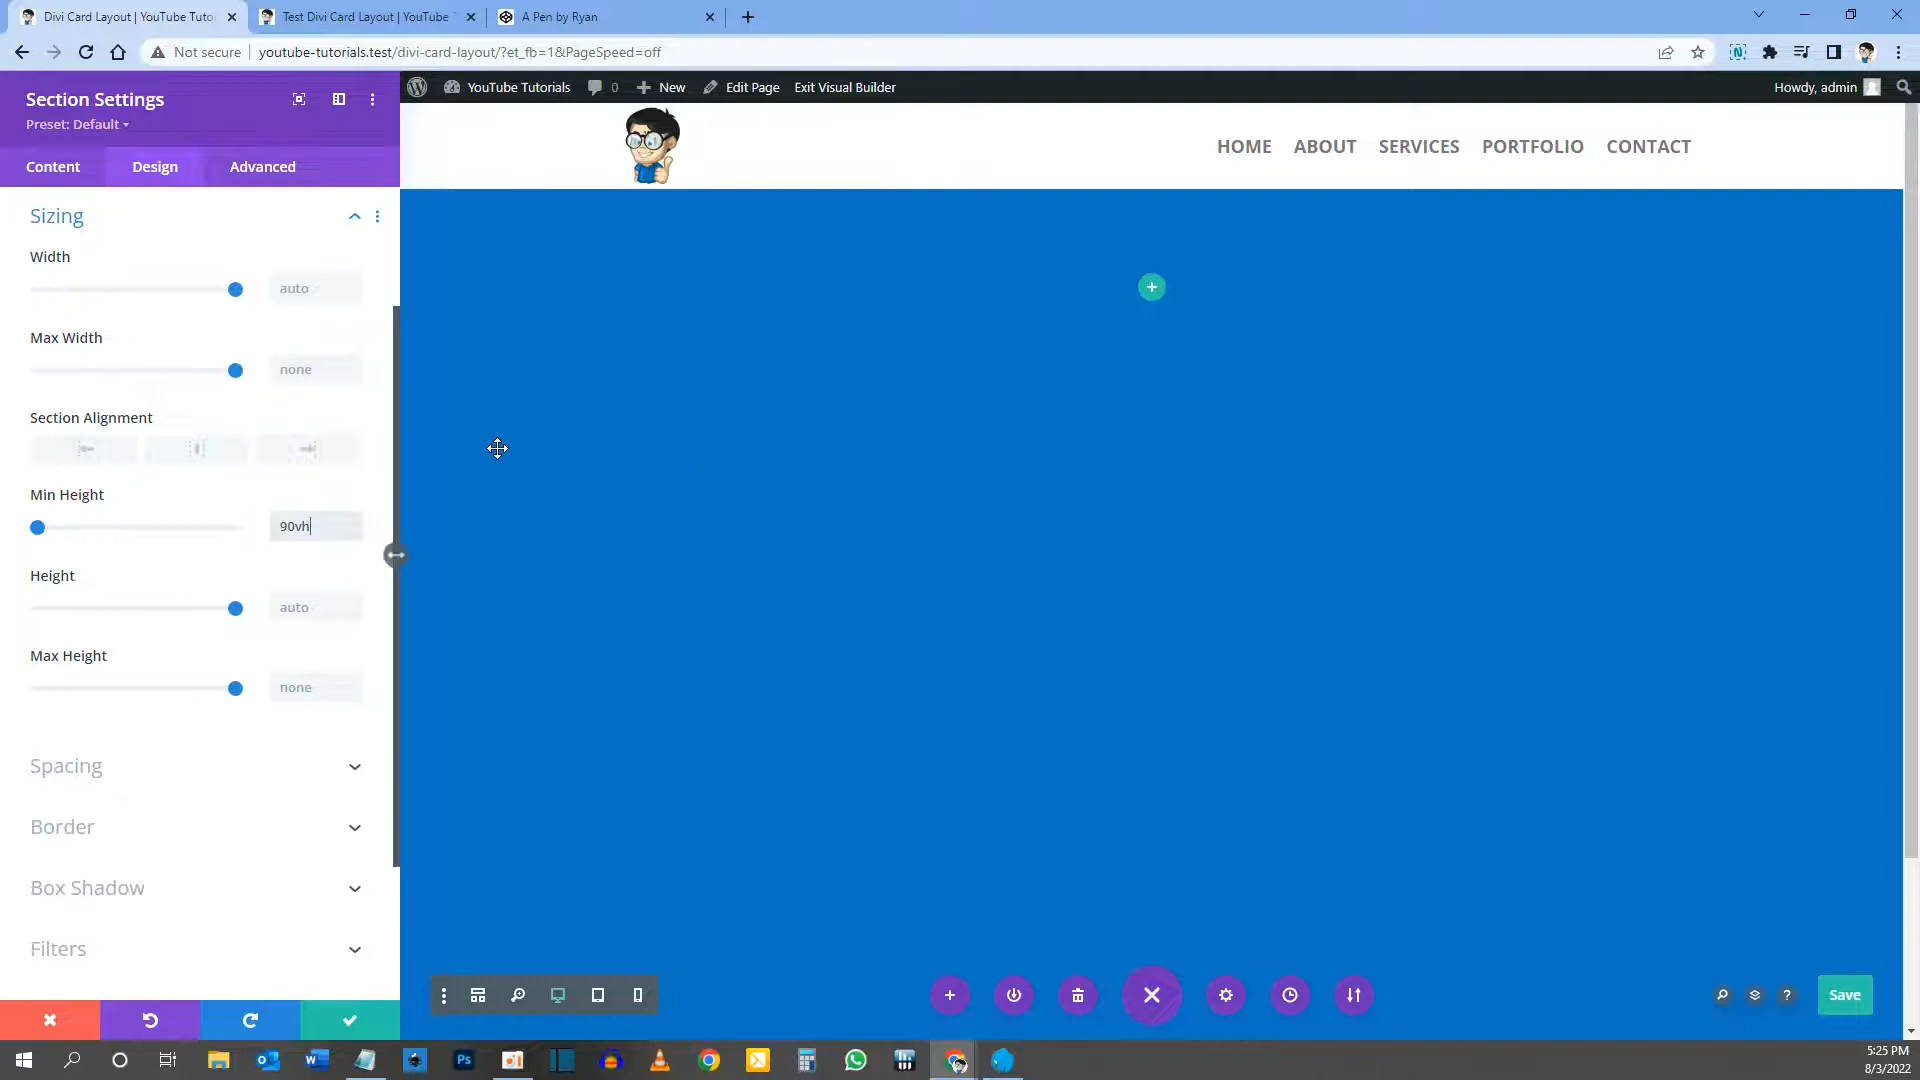 Divi Card Layout | YouTube Tuto
Test Divi Card Layout | YouTube
A Pen by Ryan
Not secure
youtube-tutorials.test/divi-card-layout/?et_fb=1&PageSpeed=off
Section Settings
Preset: Default
Content
Design
Advanced
YouTube Tutorials
0
New
Edit Page
Exit Visual Builder
Howdy, admin
HOME
ABOUT
SERVICES
PORTFOLIO
CONTACT
Sizing
Width
auto
Max Width
none
Section Alignment
Min Height
90vh
Height
auto
Max Height
none
Spacing
Border
Box Shadow
Filters
?
Save
Ps
5:25 PM
8/3/2022